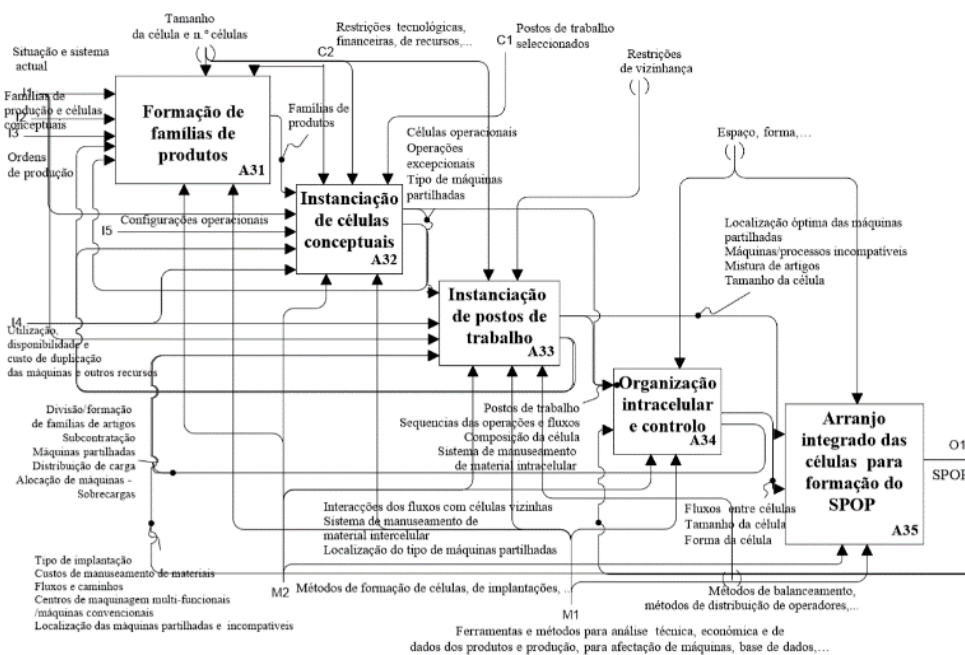 Tamanho
da célula e n.º células
Situação e sistema
actual
I1
Famílias de
produção e células
conceptuais
I2
I3
Ordens
de produção
Formação de
famílias de
produtos
A31
C2
Restrições tecnológicas,
financeiras, de recursos,...
C1
Postos de trabalho
seleccionados
Restrições
de vizinhança
Famílias de
produtos
Células operacionais
Operações
excepcionais
Tipo de máquinas
partilhadas
Espaço, forma,...
Configurações operacionais
I5
Instanciação
de células
conceptuais
A32
Localização óptima das máquinas
partilhadas
Máquinas/processos incompatíveis
Mistura de artigos
Tamanho da célula
I4
Utilização,
disponibilidade e
custo de duplicação
das máquinas e outros recursos
Instanciação
de postos de
trabalho
A33
Divisão/formação
de famílias de artigos
Subcontratação
Máquinas partilhadas
Distribuição de carga
Alocação de máquinas -
Sobrecargas
Postos de trabalho
Sequencias das operações e fluxos
Composição da célula
Sistema de manuseamento
de material intracelular
Organização
intracelular
e controlo
A34
Arranjo
integrado das
células para
formação do
SPOP
A35
O1
SPOP
Interacções dos fluxos com células vizinhas
Sistema de manuseamento de
material intercelular
Localização do tipo de máquinas partilhadas
Fluxos entre células
Tamanho da célula
Forma da célula
Tipo de implantação
Custos de manuseamento de materiais
Fluxos e caminhos
Centros de maquinagem multi-funcionais
/máquinas convencionais
Localização das máquinas partilhadas e incompatíveis
M2
Métodos de formação de células, de implantações, ..
M1
Métodos de balanceamento,
métodos de distribuição de operadores,...
Ferramentas e métodos para análise técnica, económica e de
dados dos produtos e produção, para afectação de máquinas, base de dados,...